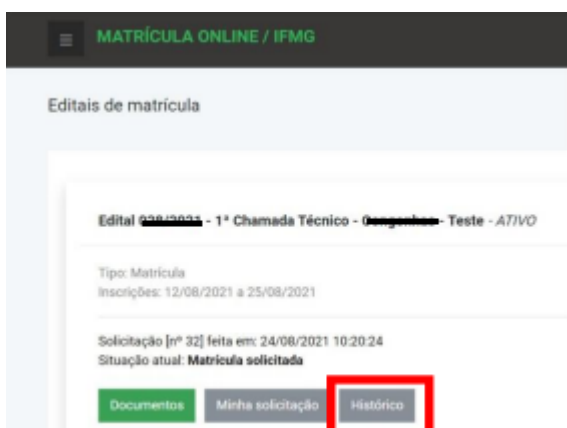 MATRÍCULA ONLINE / IFMG
Editais de matrícula
Edital - 1ª Chamada Técnico - - Teste - ATIVO
Tipo: Matrícula
Inscrições: 12/08/2021 a 25/08/2021
Solicitação [nº 32] feita em: 24/08/2021 10:20:24
Situação atual: Matrícula solicitada
Documentos Minha solicitação Histórico